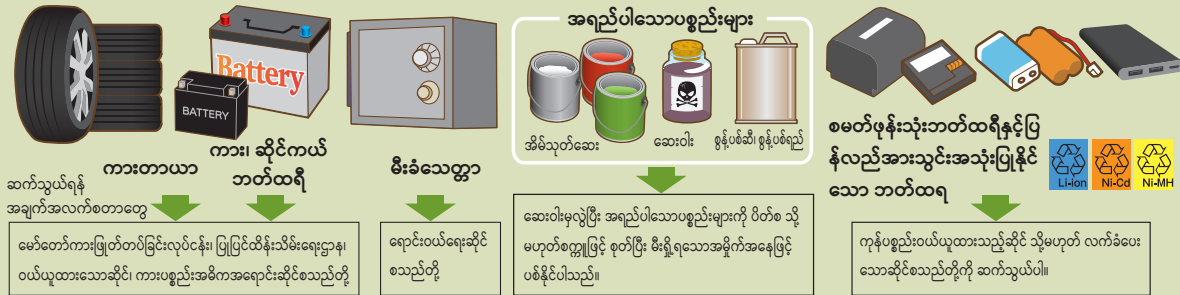 Battery
BATTERY
ကားတာယာ
ကား၊ ဆိုင်ကယ်
ဘတ်ထရီ
ဆက်သွယ်ရန်
အချက်အလက်စတာတွေ
မော်တော်ကားဖြုတ်တပ်ခြင်းလုပ်ငန်း၊ ပြုပြင်ထိန်းသိမ်းရေးဌာန၊
ဝယ်ယူထားသောဆိုင်၊ ကားပစ္စည်းအဓိကအရောင်းဆိုင်စသည်တို့
မီးခံသေတ္တာ
ရောင်းဝယ်ရေးဆိုင်
စသည်တို့
အရည်ပါသောပစ္စည်းများ
အိမ်သုတ်ဆေး
ဆေးဝါး
စွန့်ပစ်ဆီ၊ စွန့်ပစ်ရည်
ဆေးဝါးမှလွဲပြီး အရည်ပါသောပစ္စည်းများကို ပိတ်စ သို့
မဟုတ်စက္ကူဖြင့် စုတ်ပြီး မီးရှို့ရသောအမှိုက်အနေဖြင့်
ပစ်နိုင်ပါသည်။
စမတ်ဖုန်းသုံးဘတ်ထရီနှင့်ပြ
န်လည်အားသွင်းအသုံးပြုနိုင်
သော ဘတ်ထရ
Li-ion
Ni-Cd
Ni-MH
ကုန်ပစ္စည်းဝယ်ယူထားသည့်ဆိုင် သို့မဟုတ် လက်ခံပေး
သောဆိုင်စသည်တို့ကို ဆက်သွယ်ပါ။